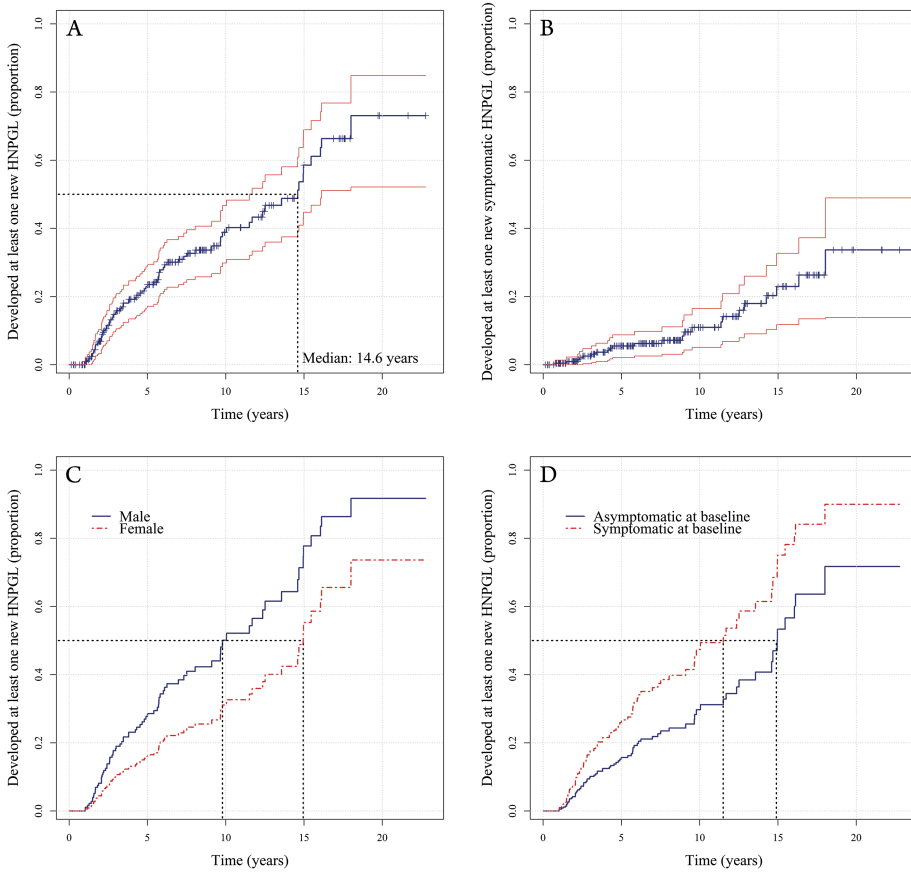 A
Developed at least one new HNPGL (proportion)
1.0
0.8
0.6
0.4
0.2
0.0
Median: 14.6 years
0 5 10 15 20
Time (years)
B
Developed at least one new symptomatic HNPGL (proportion)
1.0
0.8
0.6
0.4
0.2
0.0
0 5 10 15 20
Time (years)
C
Developed at least one new HNPGL (proportion)
1.0
0.8
0.6
0.4
0.2
0.0
Male
Female
0 5 10 15 20
Time (years)
D
Developed at least one new HNPGL (proportion)
1.0
0.8
0.6
0.4
0.2
0.0
Asymptomatic at baseline
Symptomatic at baseline
0 5 10 15 20
Time (years)